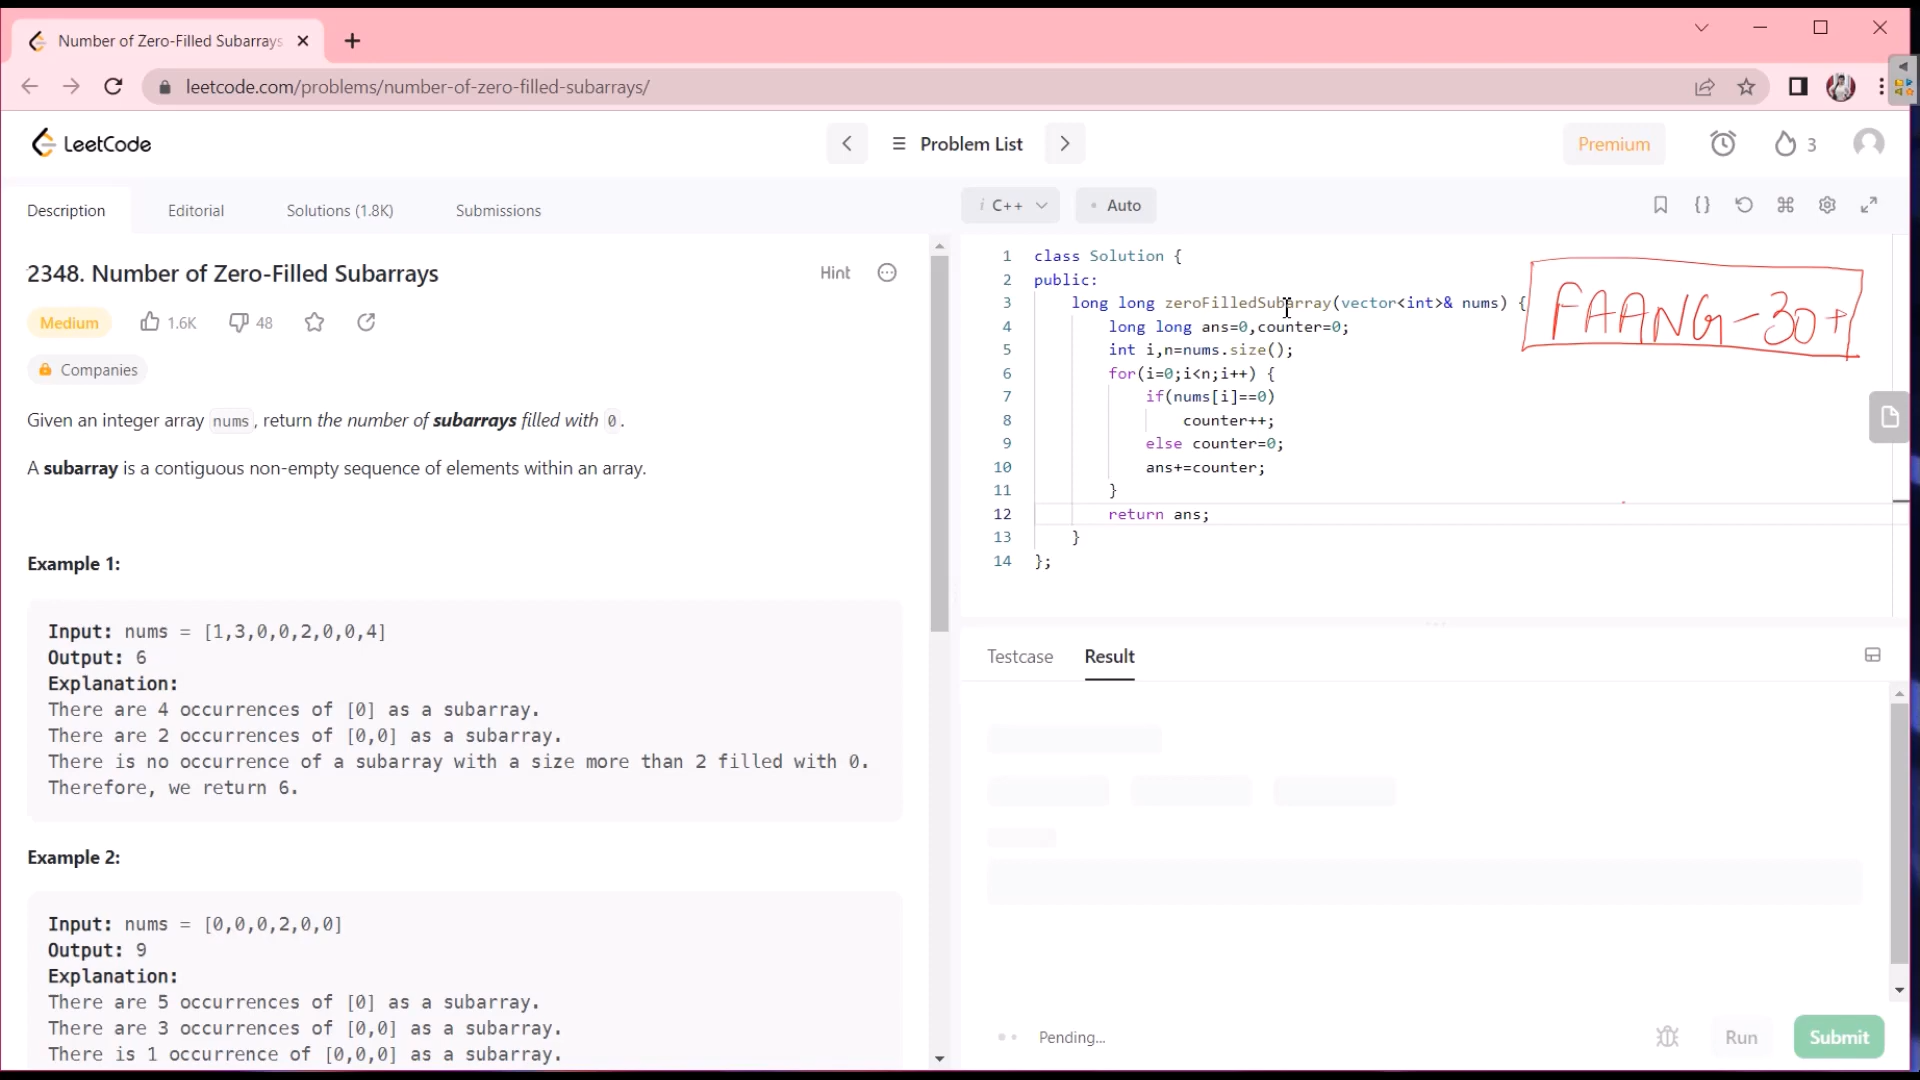 Number of Zero-Filled Subarrays
leetcode.com/problems/number-of-zero-filled-subarrays/
LeetCode
Problem List
Premium
3
Description
Editorial
Solutions (1.8K)
Submissions
i C++
Auto
2348. Number of Zero-Filled Subarrays
Hint
Medium
1.6K
48
Companies
Given an integer array nums, return the number of subarrays filled with 0.
A subarray is a contiguous non-empty sequence of elements within an array.
Example 1:
Input: nums = [1,3,0,0,2,0,0,4]
Output: 6
Explanation:
There are 4 occurrences of [0] as a subarray.
There are 2 occurrences of [0,0] as a subarray.
There is no occurrence of a subarray with a size more than 2 filled with 0.
Therefore, we return 6.
Example 2:
Input: nums = [0,0,0,2,0,0]
Output: 9
Explanation:
There are 5 occurrences of [0] as a subarray.
There are 3 occurrences of [0,0] as a subarray.
There is 1 occurrence of [0,0,0] as a subarray.
1 class Solution {
2 public:
3 long long zeroFilledSubarray(vector<int>& nums) {
4 long long ans=0,counter=0;
5 int i,n=nums.size();
6 for(i=0;i<n;i++) {
7 if(nums[i]==0)
8 counter++;
9 else counter=0;
10 ans+=counter;
11 }
12 return ans;
13 }
14 };
FAANG-30+
Testcase
Result
Pending...
Run
Submit